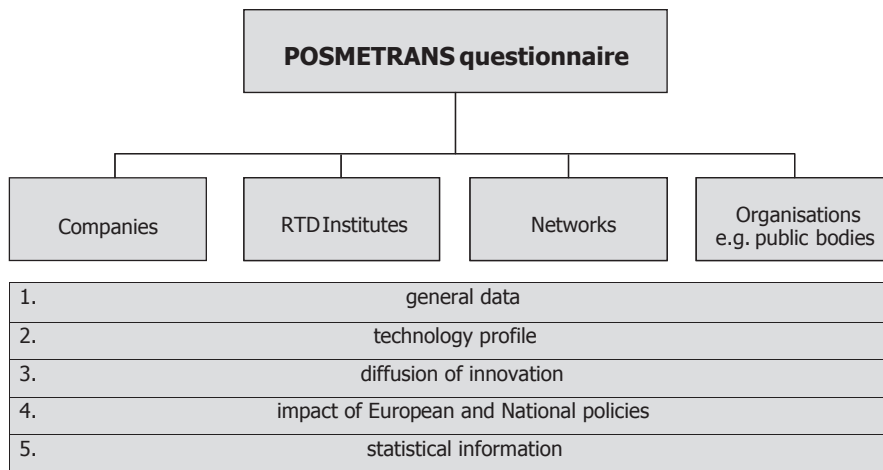 POSMETRANS questionnaire
Companies
RTD Institutes
Networks
Organisations
e.g. public bodies
1. general data
2. technology profile
3. diffusion of innovation
4. impact of European and National policies
5. statistical information